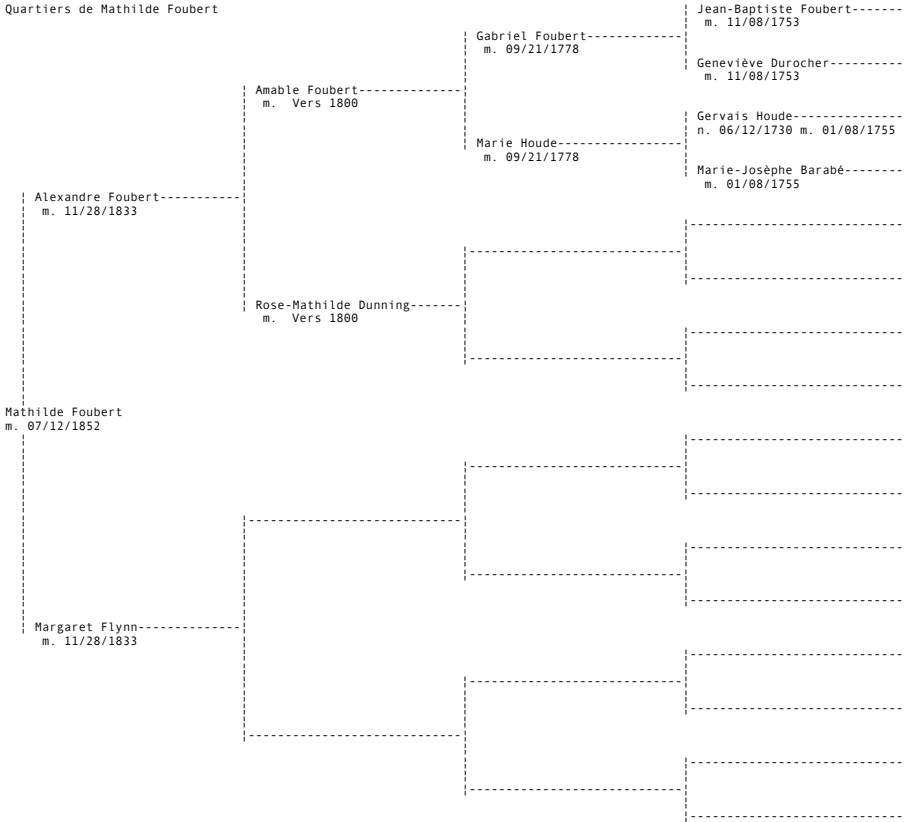 Quartiers de Mathilde Foubert
Jean-Baptiste Foubert
m. 11/08/1753
Gabriel Foubert
m. 09/21/1778
Geneviève Durocher
m. 11/08/1753
Amable Foubert
m. Vers 1800
Gervais Houde
n. 06/12/1730 m. 01/08/1755
Marie Houde
m. 09/21/1778
Marie-Josèphe Barabé
m. 01/08/1755
Alexandre Foubert
m. 11/28/1833
Rose-Mathilde Dunning
m. Vers 1800
Mathilde Foubert
m. 07/12/1852
Margaret Flynn
m. 11/28/1833